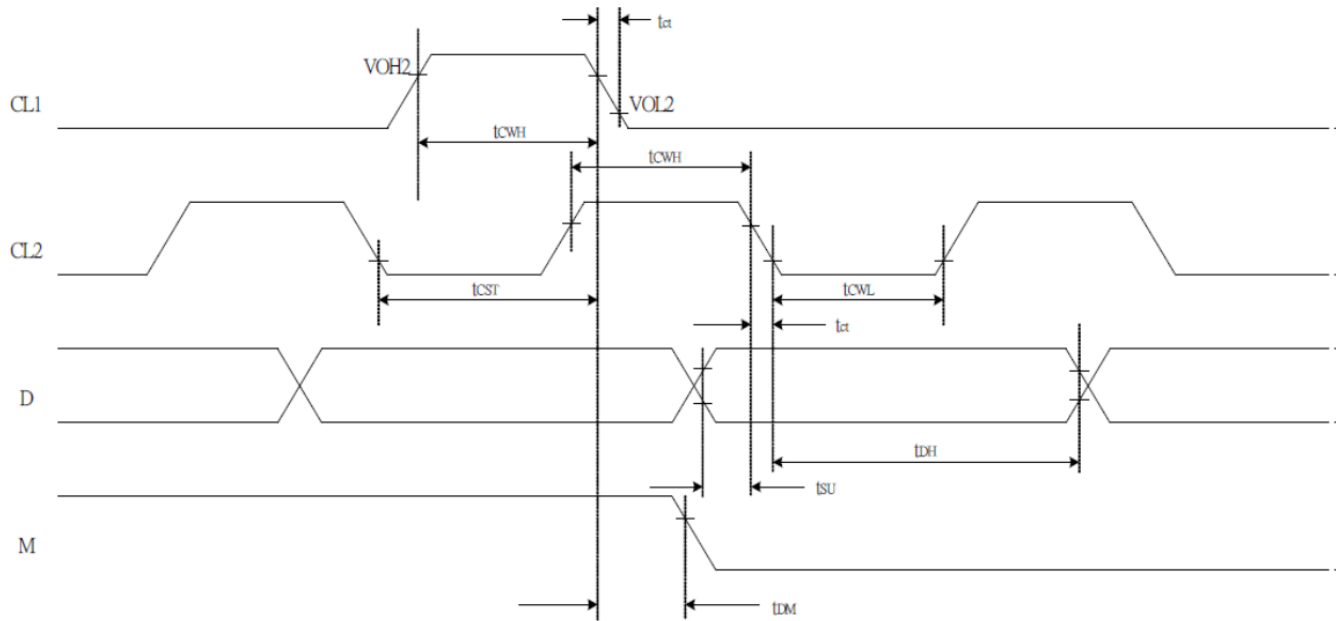 tct
VOH2
CL1
VOL2
tCWH
tCWH
CL2
tCST
tCWL
tct
D
tDH
tSU
M
tDM